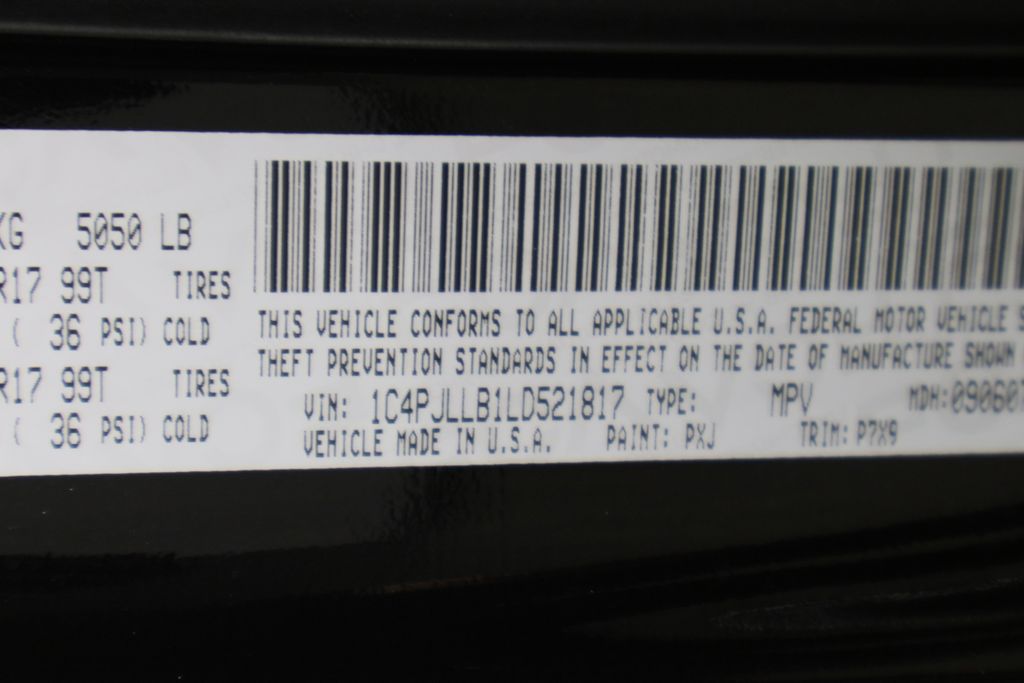 KG 5050 LB
R17 99T TIRES
( 36 PSI) COLD
R17 99T TIRES
( 36 PSI) COLD
THIS VEHICLE CONFORMS TO ALL APPLICABLE U.S.A. FEDERAL MOTOR VEHICLE S
THEFT PREVENTION STANDARDS IN EFFECT ON THE DATE OF MANUFACTURE SHOWN
VIN: 1C4PJLLB1LD521817 TYPE: MPV MDH: 090607
VEHICLE MADE IN U.S.A. PAINT: PXJ TRIM: P7X9